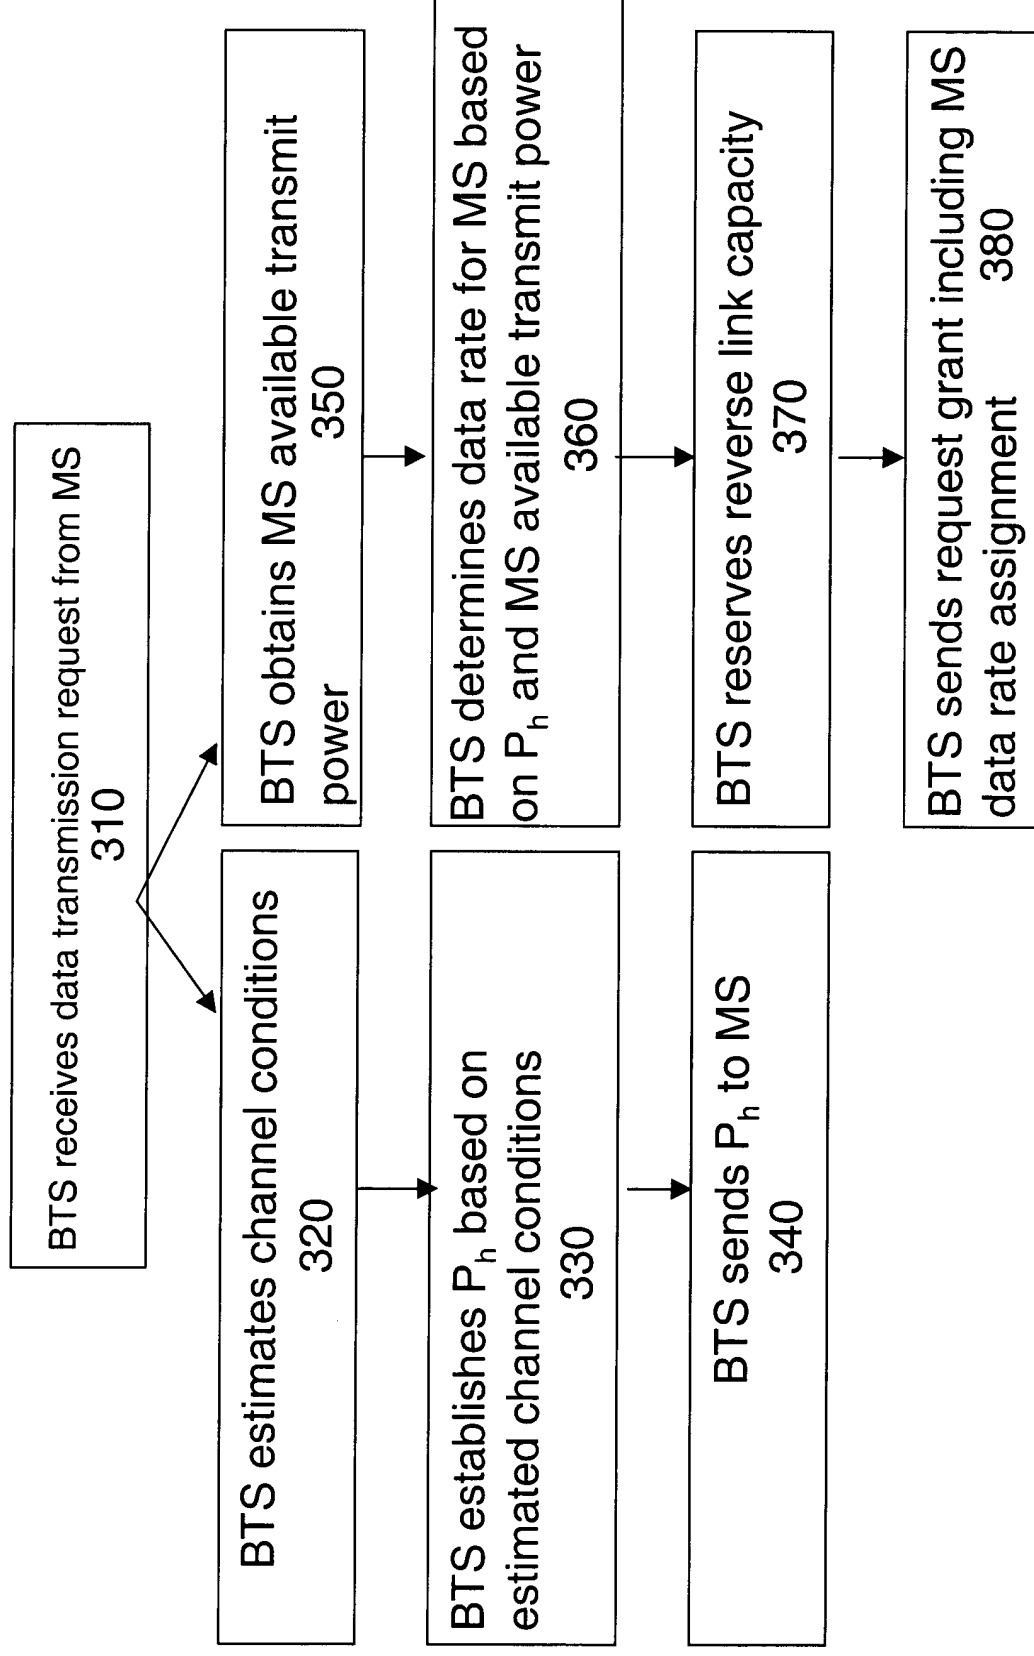 BTS receives data transmission request from MS
310
BTS estimates channel conditions
320
BTS establishes Ph based on
estimated channel conditions
330
BTS sends Ph to MS
340
BTS obtains MS available transmit
power
350
BTS determines data rate for MS based
on Ph and MS available transmit power
360
BTS reserves reverse link capacity
370
BTS sends request grant including MS
data rate assignment
380